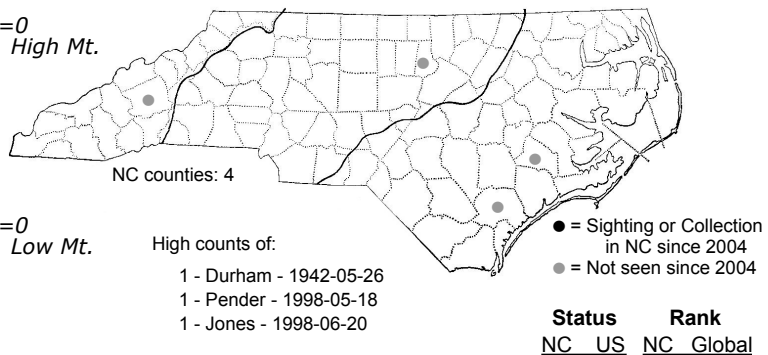 =0
High Mt.
NC counties: 4
=0
Low Mt.
High counts of:
1 - Durham - 1942-05-26
1 - Pender - 1998-05-18
1 - Jones - 1998-06-20
● = Sighting or Collection
in NC since 2004
● = Not seen since 2004
Status Rank
NC US NC Global